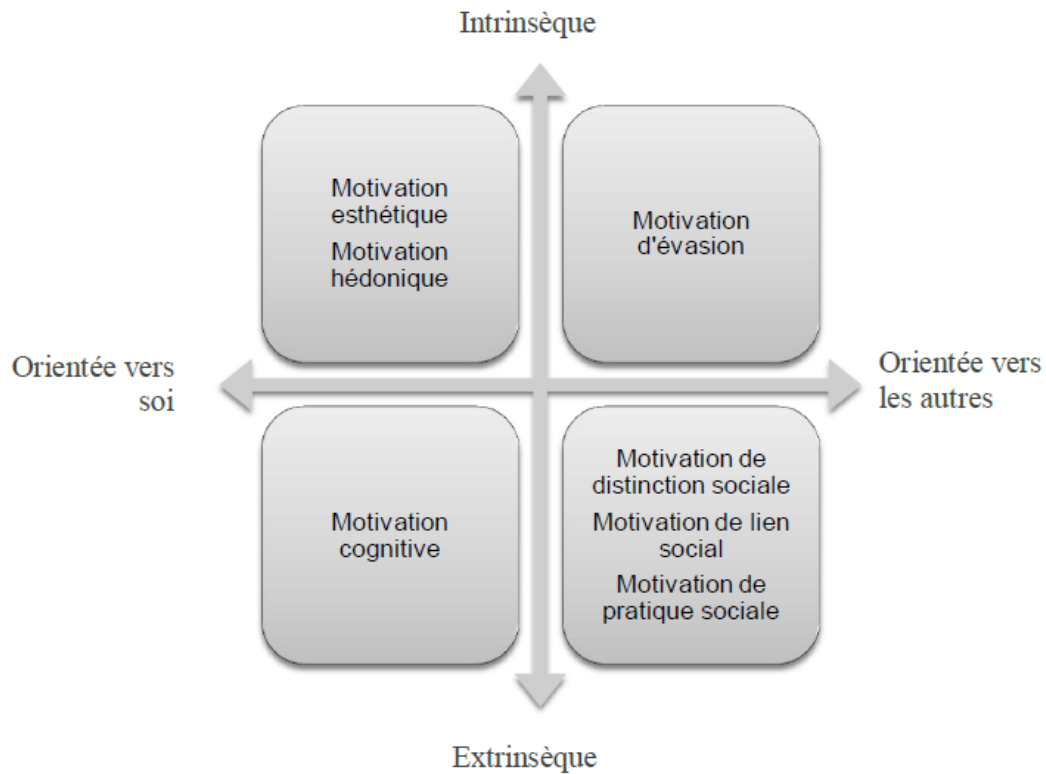 Intrinsèque
Motivation
esthétique
Motivation
hédonique
Motivation
d'évasion
Orientée vers
soi
Orientée vers
les autres
Motivation
cognitive
Motivation de
distinction sociale
Motivation de lien
social
Motivation de
pratique sociale
Extrinsèque